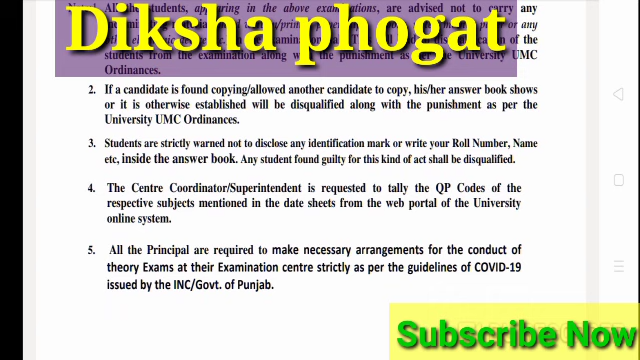 All the students, appearing in the above examinations, are advised not to carry any
Diksha phogat
students from the examination along with the punishment as per the University UMC
Ordinances.
2. If a candidate is found copying/allowed another candidate to copy, his/her answer book shows
or it is otherwise established will be disqualified along with the punishment as per the
University UMC Ordinances.
3. Students are strictly warned not to disclose any identification mark or write your Roll Number, Name
etc, inside the answer book. Any student found guilty for this kind of act shall be disqualified.
4. The Centre Coordinator/Superintendent is requested to tally the QP Codes of the
respective subjects mentioned in the date sheets from the web portal of the University
online system.
5. All the Principal are required to make necessary arrangements for the conduct of
theory Exams at their Examination centre strictly as per the guidelines of COVID-19
issued by the INC/Govt. of Punjab.
Subscribe Now